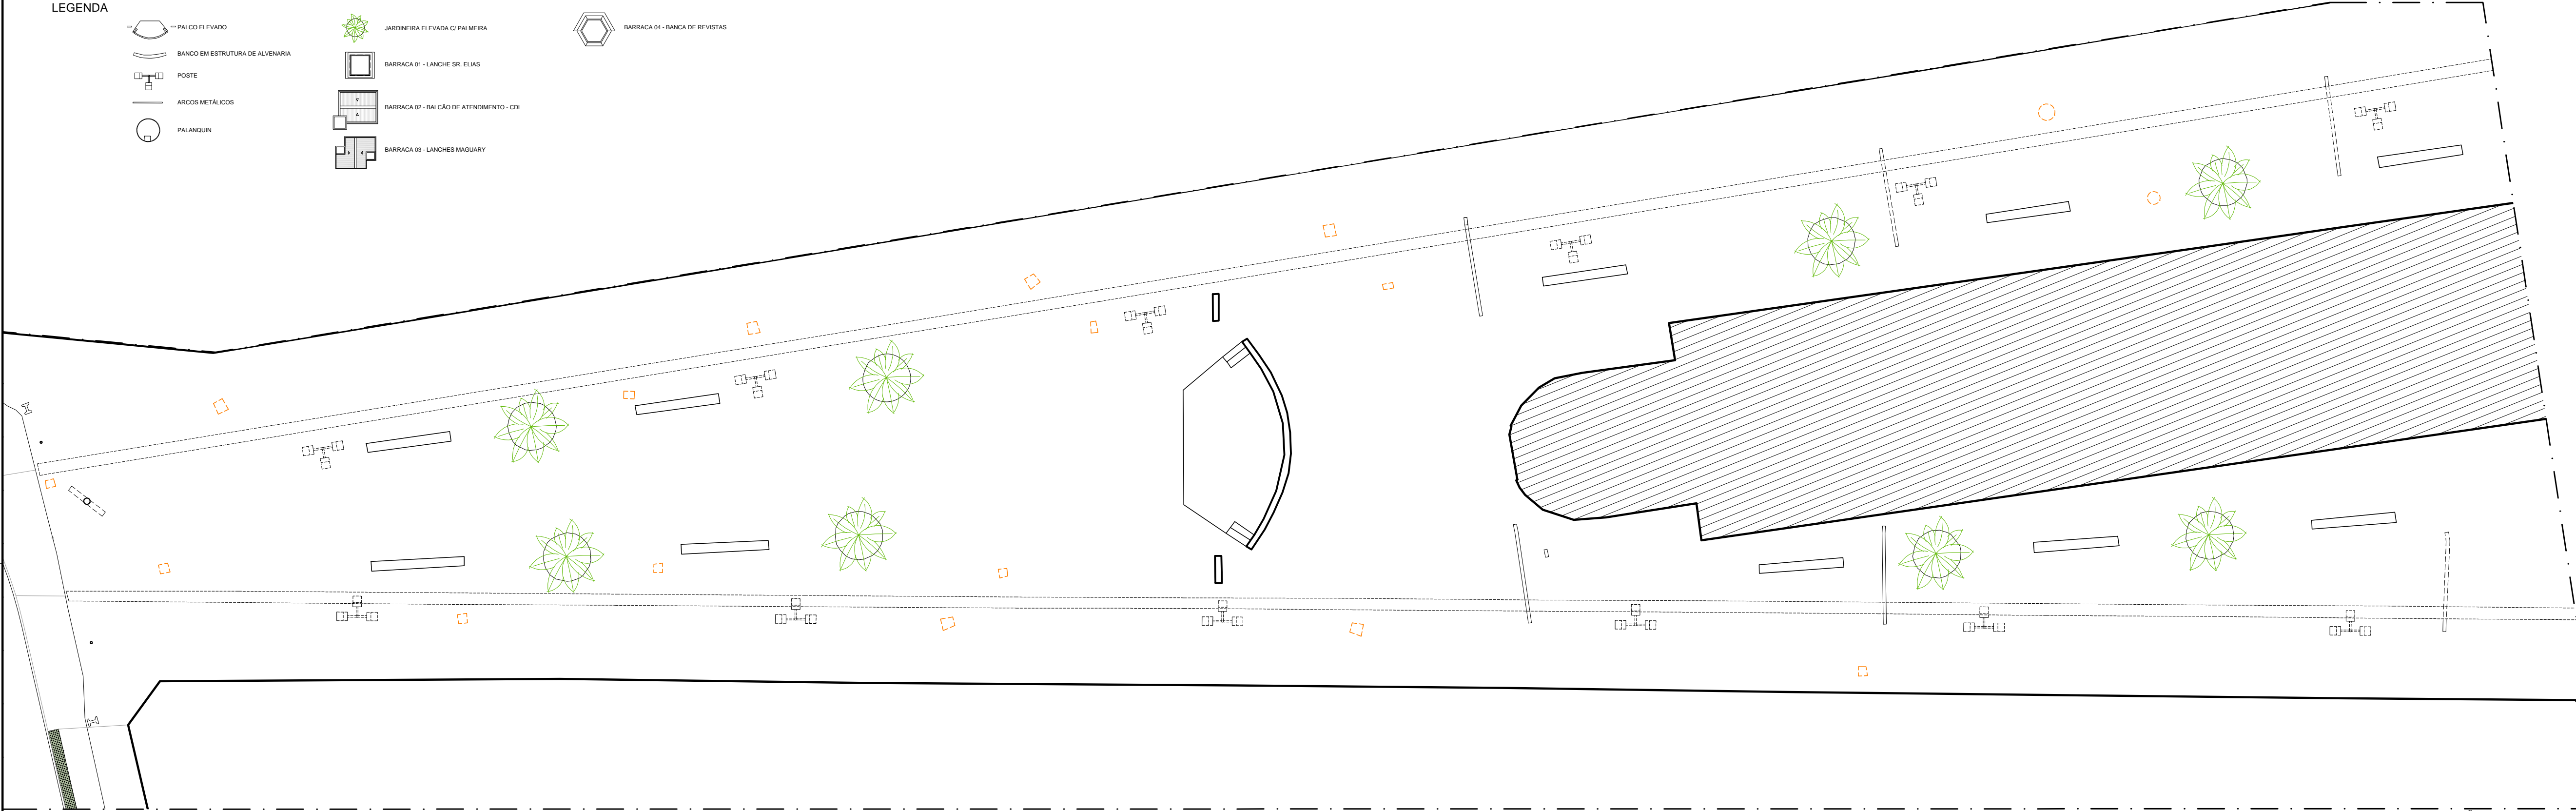 LEGENDA
PALCO ELEVADO
BANCO EM ESTRUTURA DE ALVENARIA
POSTE
ARCOS METÁLICOS
PALANQUIN
JARDINEIRA ELEVADA C/ PALMEIRA
BARRACA 01 - LANCHE SR. ELIAS
BARRACA 02 - BALCÃO DE ATENDIMENTO - CDL
BARRACA 03 - LANCHES MAGUARY
BARRACA 04 - BANCA DE REVISTAS